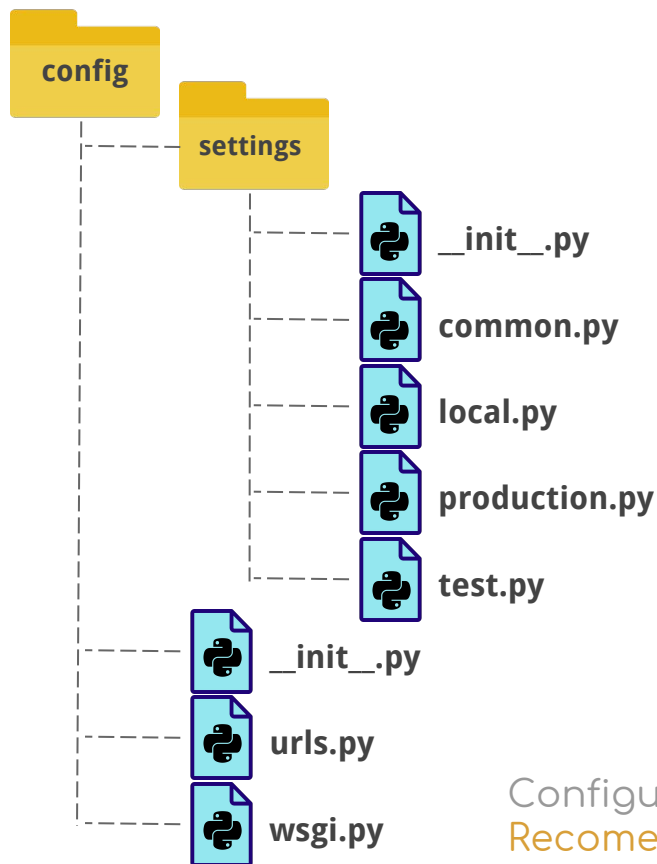 config
settings
__init__.py
common.py
local.py
production.py
test.py
__init__.py
urls.py
wsgi.py